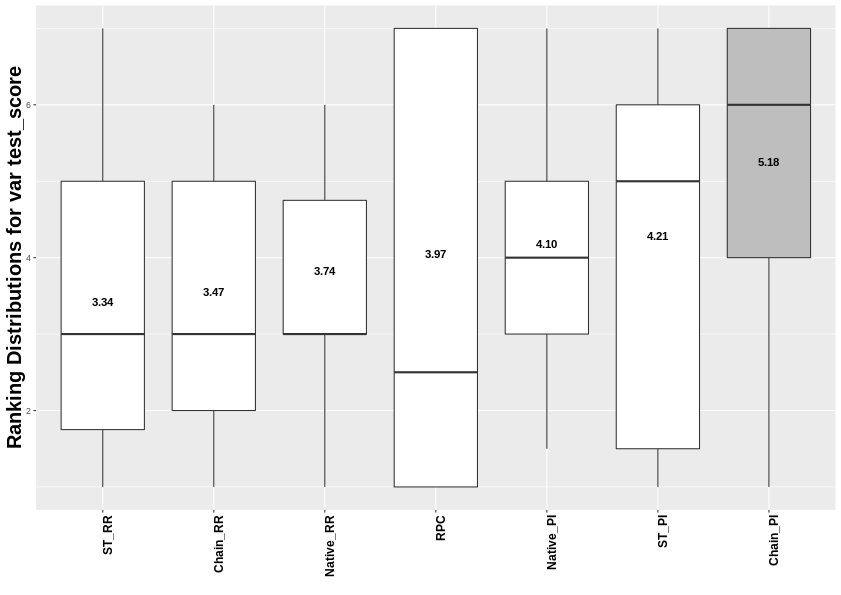 Ranking Distributions for var test_score
6
4
2
3.34
3.47
3.74
3.97
4.10
4.21
5.18
ST_RR
Chain_RR
Native_RR
RPC
Native_PI
ST_PI
Chain_PI